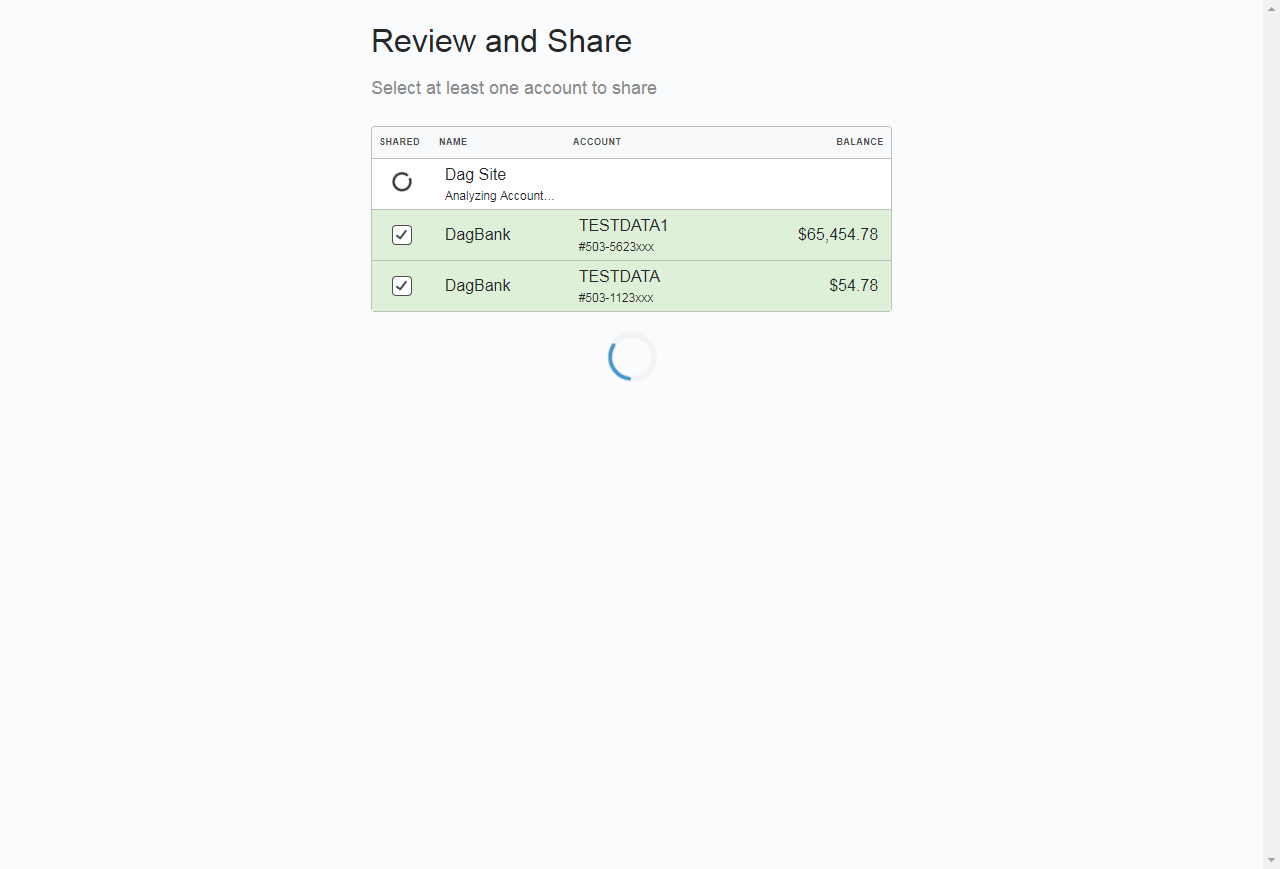 Review and Share
Select at least one account to share
SHARED NAME ACCOUNT BALANCE
Dag Site
Analyzing Account...
DagBank TESTDATA1 $65,454.78
#503-5623xxx
DagBank TESTDATA $54.78
#503-1123xxx